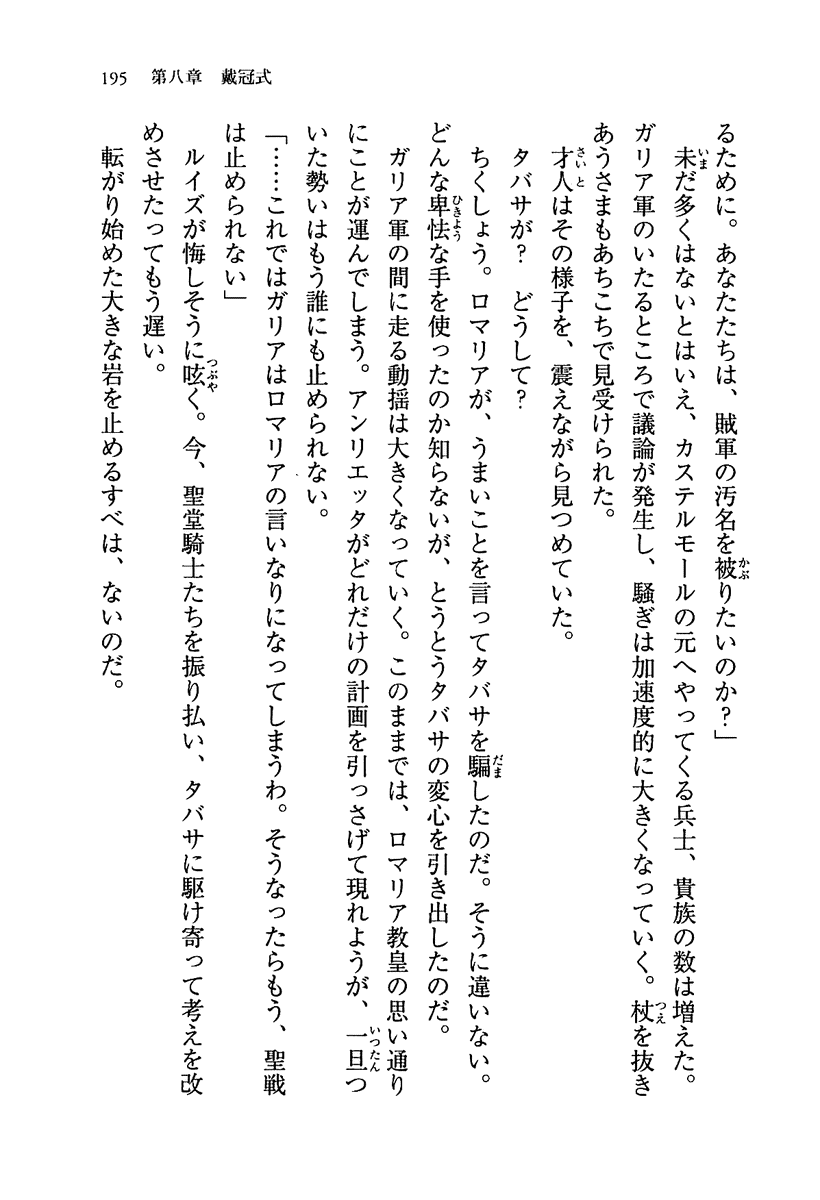 195 第八章 戴冠式
るために。あなたたちは、賊軍の汚名を被りたいのか？」
未だ多くはないとはいえ、カステルモールの元へやってくる兵士、貴族の数は増えた。
ガリア軍のいたるところで議論が発生し、騒ぎは加速度的に大きくなっていく。杖を抜き
あうさまもあちこちで見受けられた。
才人はその様子を、震えながら見つめていた。
タバサが？　どうして？
ちくしょう。ロマリアが、うまいことを言ってタバサを騙したのだ。そうに違いない。
どんな卑怯な手を使ったのか知らないが、とうとうタバサの変心を引き出したのだ。
ガリア軍の間に走る動揺は大きくなっていく。このままでは、ロマリア教皇の思い通り
にことが運んでしまう。アンリエッタがどれだけの計画を引っさげて現れようが、一旦つ
いた勢いはもう誰にも止められない。
「……これではガリアはロマリアの言いなりになってしまうわ。そうなったらもう、聖戦
は止められない」
ルイズが悔しそうに呟く。今、聖堂騎士たちを振り払い、タバサに駆け寄って考えを改
めさせたってもう遅い。
転がり始めた大きな岩を止めるすべは、ないのだ。